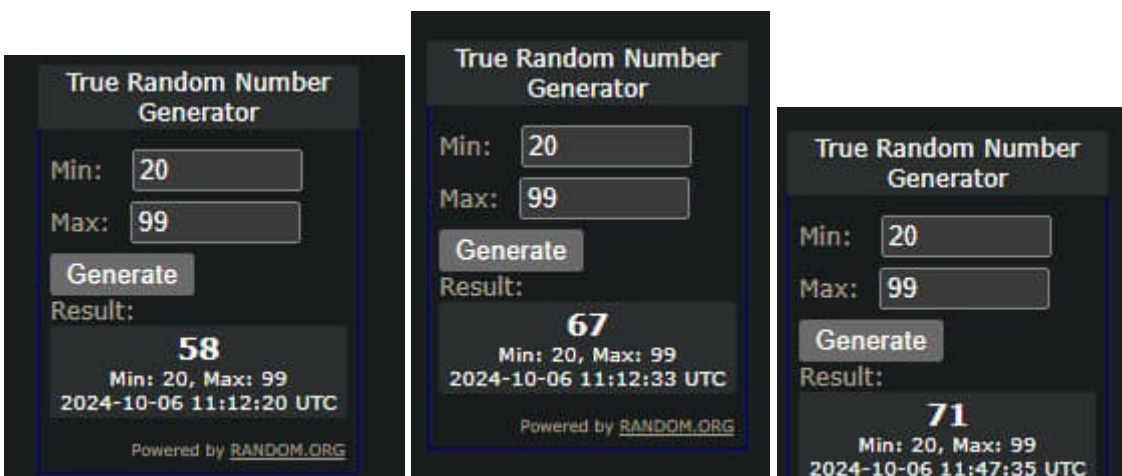 True Random Number
Generator
Min: 20
Max: 99
Generate
Result:
58
Min: 20, Max: 99
2024-10-06 11:12:20 UTC
Powered by RANDOM.ORG
True Random Number
Generator
Min: 20
Max: 99
Generate
Result:
67
Min: 20, Max: 99
2024-10-06 11:12:33 UTC
Powered by RANDOM.ORG
True Random Number
Generator
Min: 20
Max: 99
Generate
Result:
71
Min: 20, Max: 99
2024-10-06 11:47:35 UTC